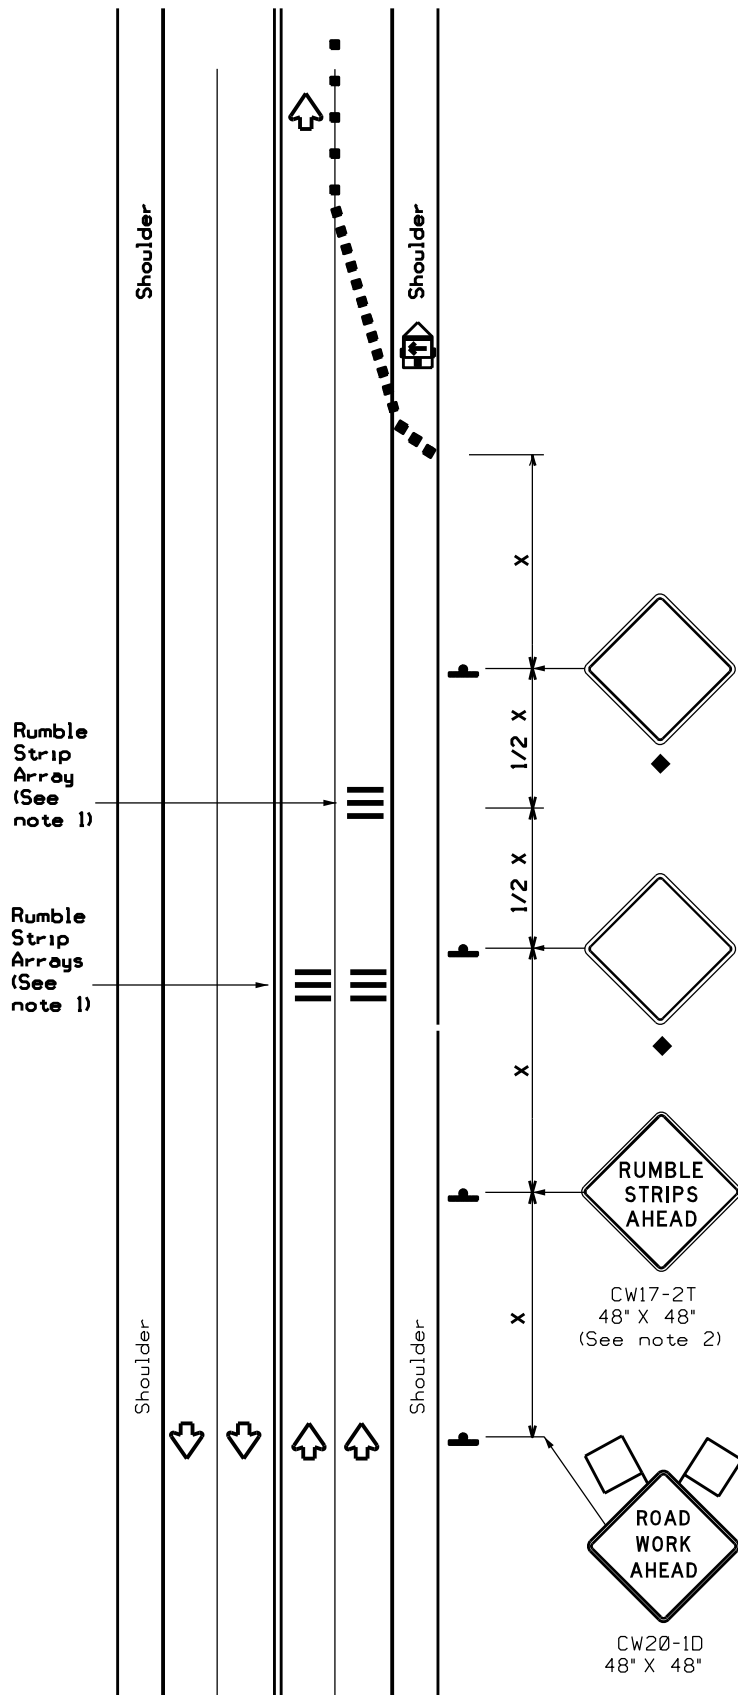 Shoulder
Shoulder
X
1/2 X
Rumble
Strip
Array
(See
note 1)
1/2 X
Rumble
Strip
Arrays
(See
note 1)
X
RUMBLE
STRIPS
AHEAD
CW17-2T
48" X 48"
(See note 2)
X
Shoulder
Shoulder
ROAD
WORK
AHEAD
CW20-1D
48" X 48"